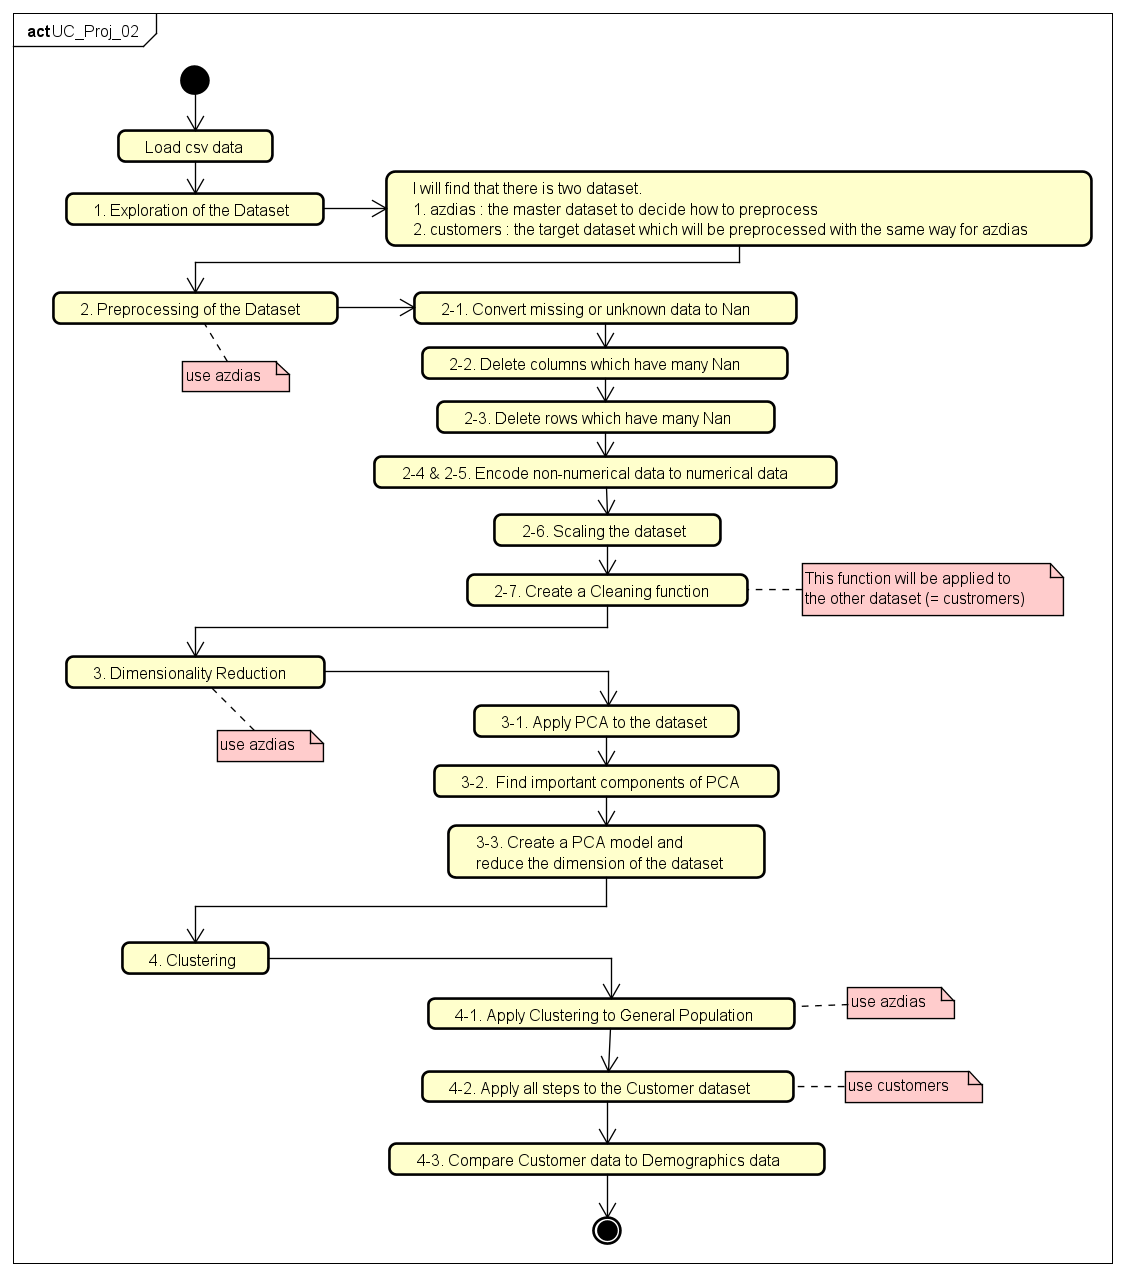 act UC_Proj_02
Load csv data
1. Exploration of the Dataset
I will find that there is two dataset.
1. azdias : the master dataset to decide how to preprocess
2. customers : the target dataset which will be preprocessed with the same way for azdias
2. Preprocessing of the Dataset
2-1. Convert missing or unknown data to Nan
use azdias
2-2. Delete columns which have many Nan
2-3. Delete rows which have many Nan
2-4 & 2-5. Encode non-numerical data to numerical data
2-6. Scaling the dataset
2-7. Create a Cleaning function
This function will be applied to
the other dataset (= custromers)
3. Dimensionality Reduction
use azdias
3-1. Apply PCA to the dataset
3-2.  Find important components of PCA
3-3. Create a PCA model and
reduce the dimension of the dataset
4. Clustering
4-1. Apply Clustering to General Population
use azdias
4-2. Apply all steps to the Customer dataset
use customers
4-3. Compare Customer data to Demographics data